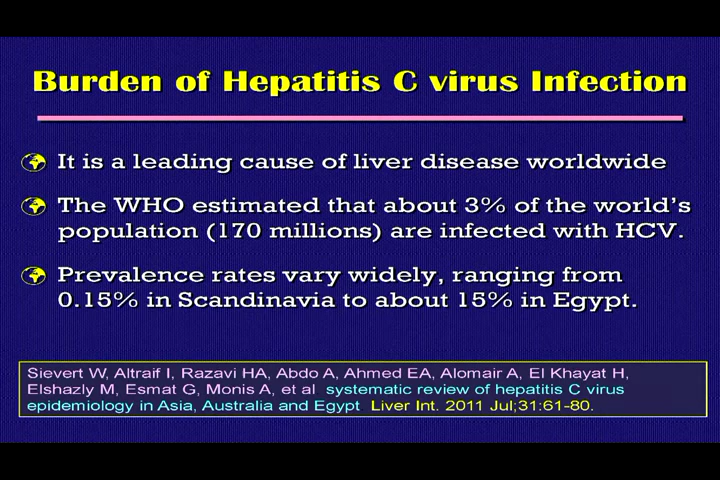 Burden of Hepatitis C virus Infection
It is a leading cause of liver disease worldwide
The WHO estimated that about 3% of the world's
population (170 millions) are infected with HCV.
Prevalence rates vary widely, ranging from
0.15% in Scandinavia to about 15% in Egypt.
Sievert W, Altraif I, Razavi HA, Abdo A, Ahmed EA, Alomair A, El Khayat H,
Elshazly M, Esmat G, Monis A, et al systematic review of hepatitis C virus
epidemiology in Asia, Australia and Egypt Liver Int. 2011 Jul;31:61-80.